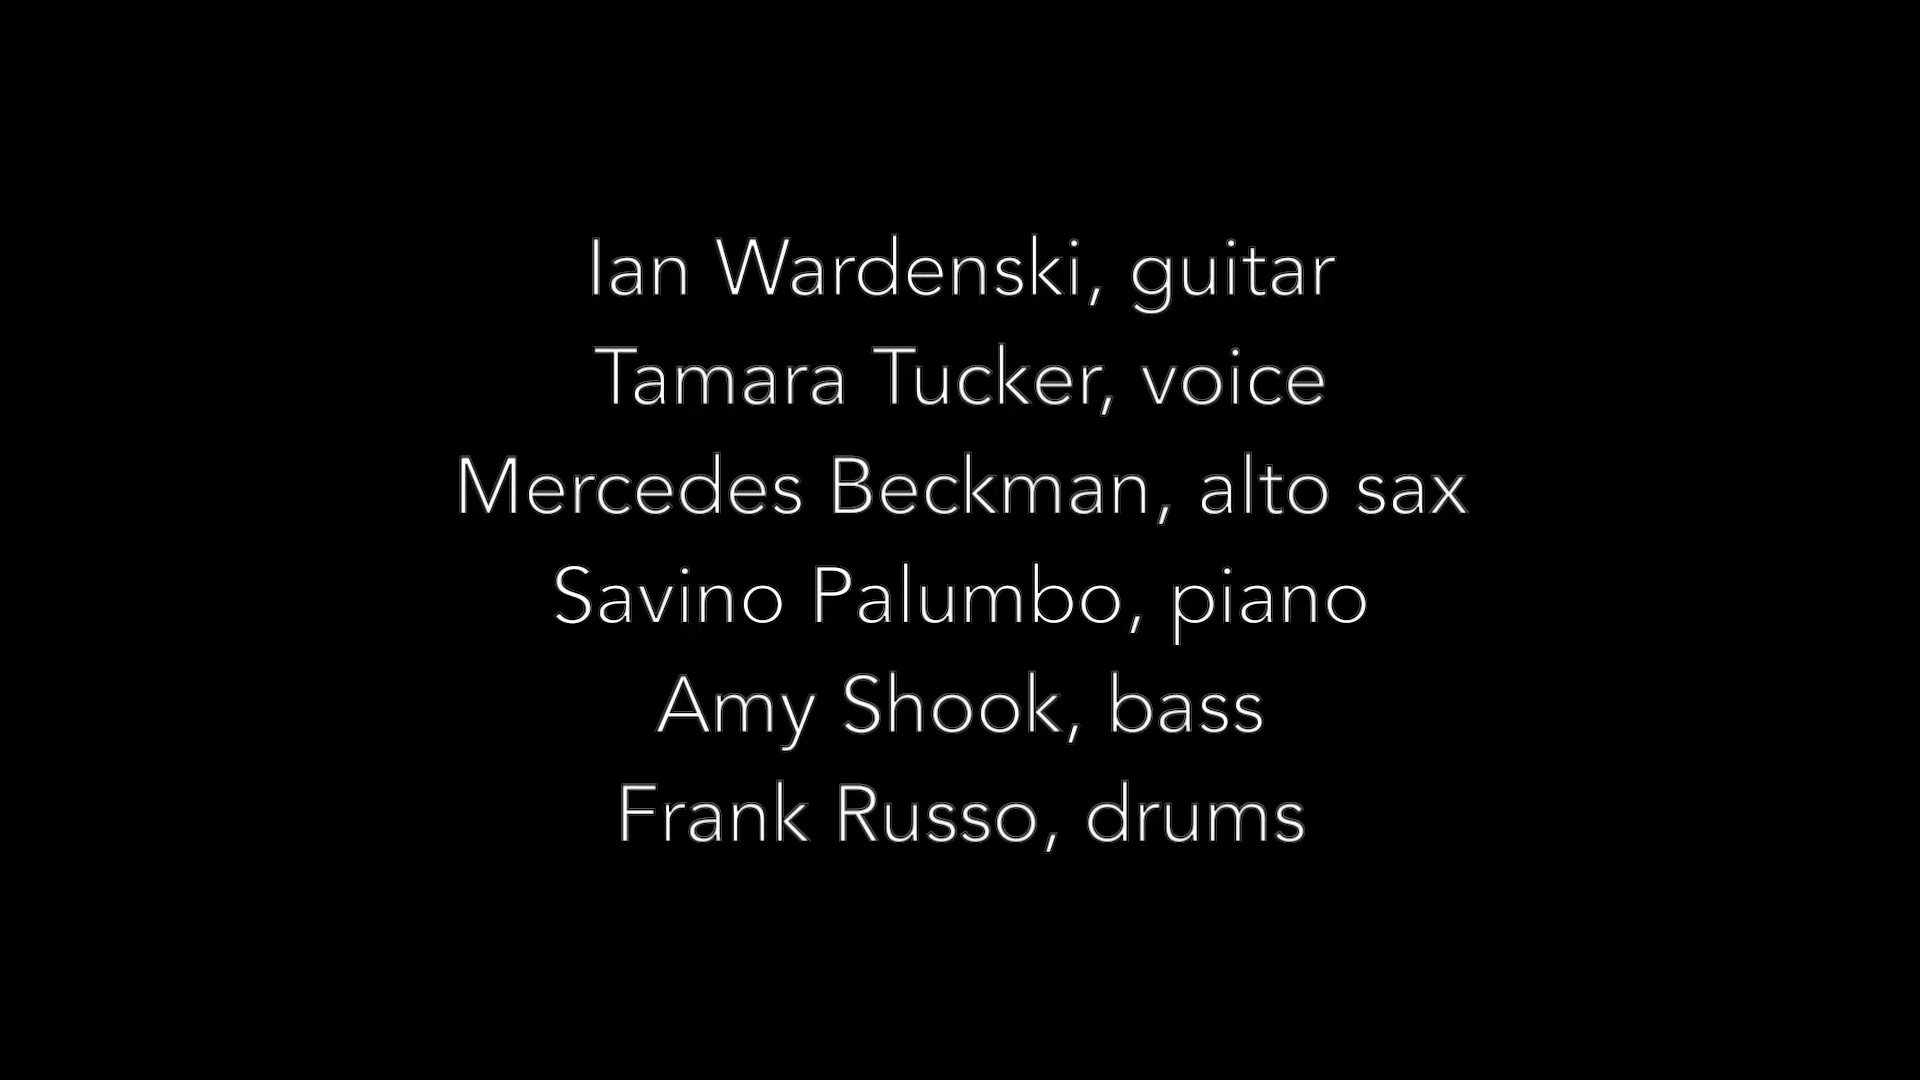 Ian Wardenski, guitar
Tamara Tucker, voice
Mercedes Beckman, alto sax
Savino Palumbo, piano
Amy Shook, bass
Frank Russo, drums